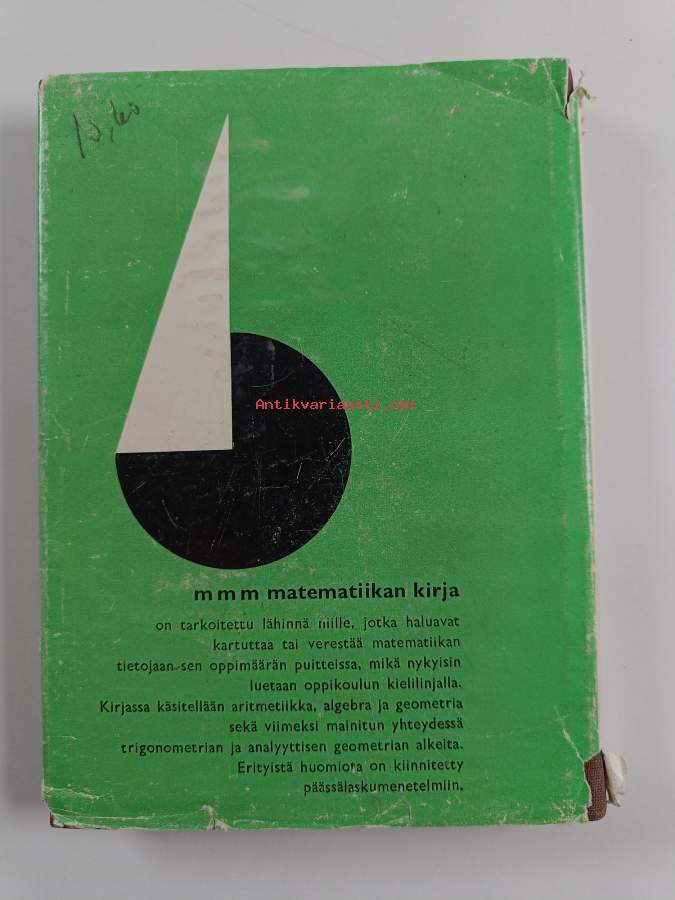 13,60
Antikvariaatti.net
m m m matematiikan kirja
on tarkoitettu lähinnä niille, jotka haluavat
kartuttaa tai verestää matematiikan
tietojaan sen oppimäärän puitteissa, mikä nykyisin
luetaan oppikoulun kielilinjalla.
Kirjassa käsitellään aritmetiikka, algebra ja geometria
sekä viimeksi mainitun yhteydessä
trigonometrian ja analyyttisen geometrian alkeita.
Erityistä huomiota on kiinnitetty
päässälaskumenetelmiin.